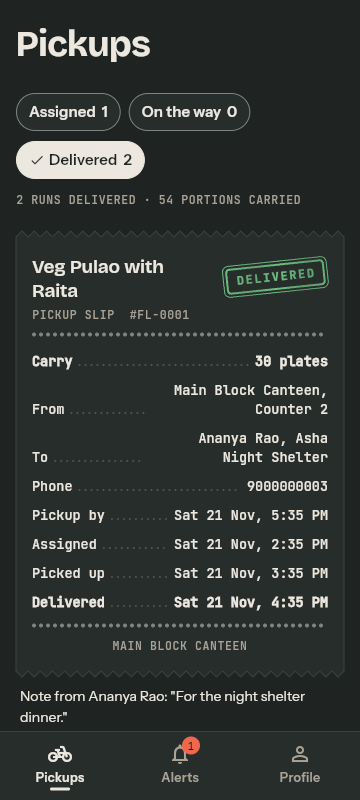 Pickups
Assigned 1
On the way 0
Delivered 2
2 RUNS DELIVERED · 54 PORTIONS CARRIED
Veg Pulao with
Raita
DELIVERED
PICKUP SLIP #FL-0001
Carry 30 plates
Main Block Canteen,
From Counter 2
Ananya Rao, Asha
To Night Shelter
Phone 9000000003
Pickup by Sat 21 Nov, 5:35 PM
Assigned Sat 21 Nov, 2:35 PM
Picked up Sat 21 Nov, 3:35 PM
Delivered Sat 21 Nov, 4:35 PM
MAIN BLOCK CANTEEN
Note from Ananya Rao: "For the night shelter
dinner."
1
Pickups Alerts Profile